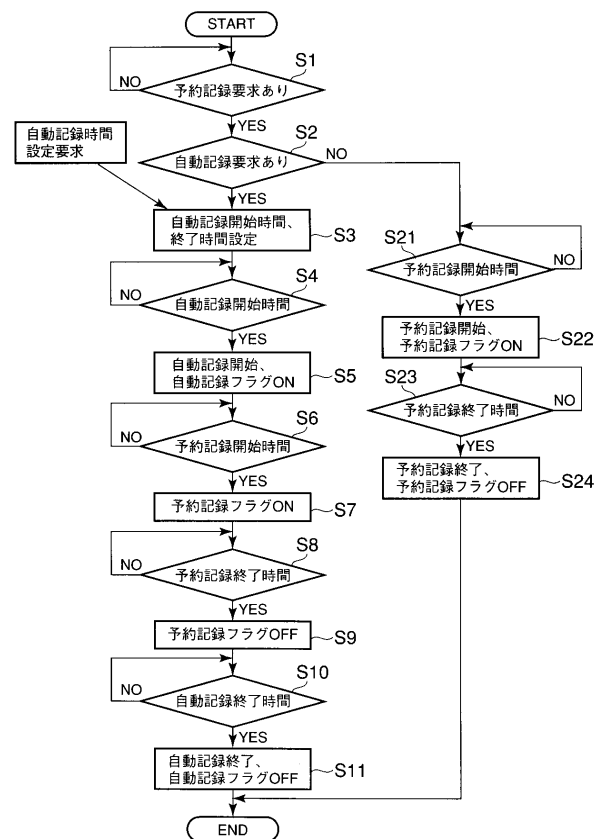 START
S1
予約記録要求あり
NO
YES
自動記録時間
設定要求
S2
自動記録要求あり
NO
YES
自動記録開始時間、
終了時間設定
S3
S4
自動記録開始時間
NO
YES
自動記録開始、
自動記録フラグON
S5
S6
予約記録開始時間
NO
YES
予約記録フラグON
S7
S8
予約記録終了時間
NO
YES
予約記録フラグOFF
S9
S10
自動記録終了時間
NO
YES
自動記録終了、
自動記録フラグOFF
S11
S21
予約記録開始時間
NO
YES
予約記録開始、
予約記録フラグON
S22
S23
予約記録終了時間
NO
YES
予約記録終了、
予約記録フラグOFF
S24
END